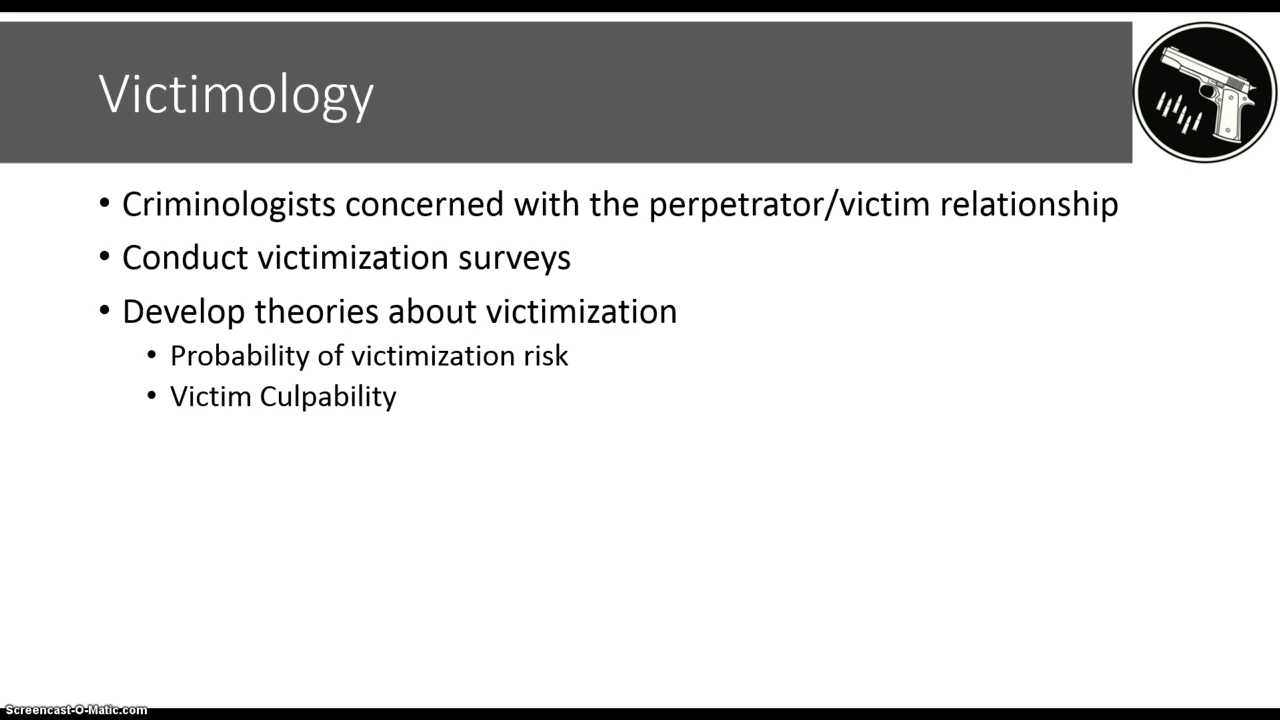 Victimology
• Criminologists concerned with the perpetrator/victim relationship
• Conduct victimization surveys
• Develop theories about victimization
• Probability of victimization risk
• Victim Culpability
Screencast-O-Matic.com